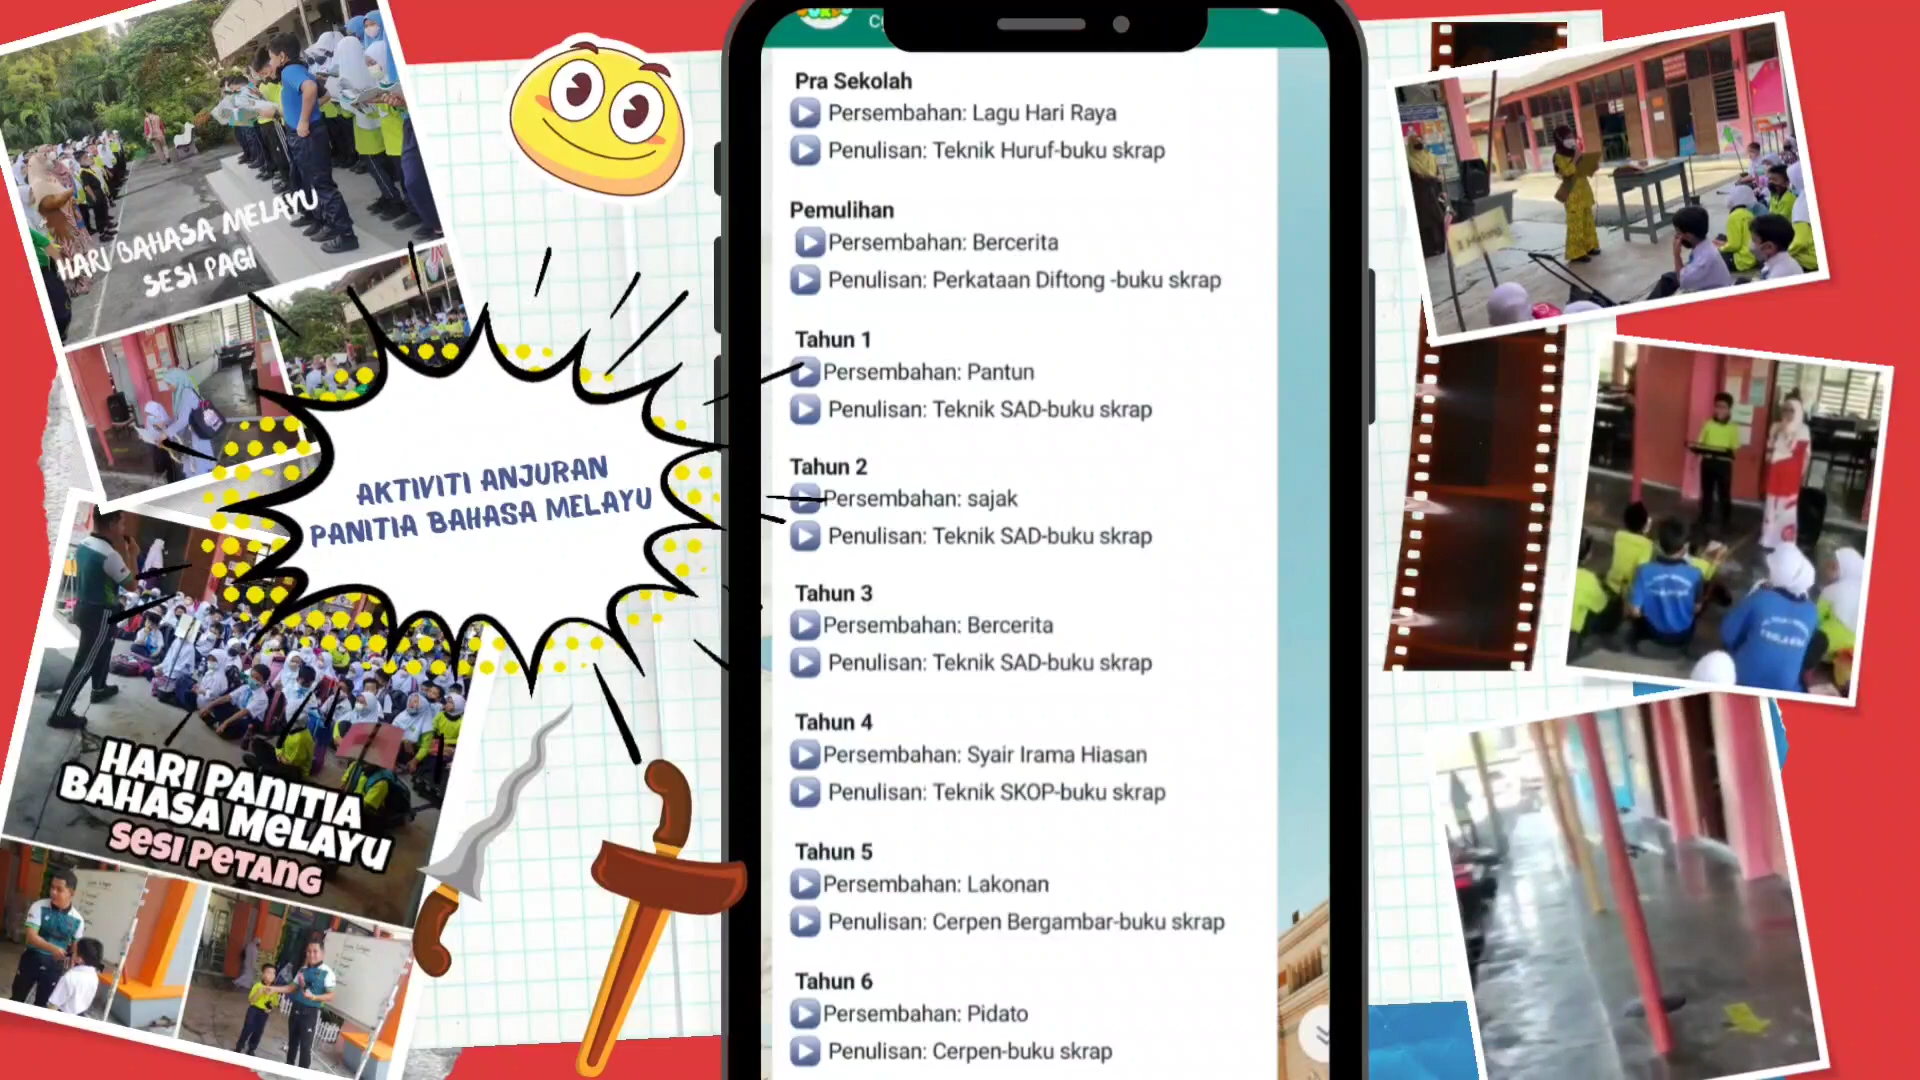 HARI BAHASA MELAYU
SESI PAGI
AKTIVITI ANJURAN
PANITIA BAHASA MELAYU
HARI PANITIA
BAHASA MELAYU
SESI PETANG
Pra Sekolah
Persembahan: Lagu Hari Raya
Penulisan: Teknik Huruf-buku skrap
Pemulihan
Persembahan: Bercerita
Penulisan: Perkataan Diftong -buku skrap
Tahun 1
Persembahan: Pantun
Penulisan: Teknik SAD-buku skrap
Tahun 2
Persembahan: sajak
Penulisan: Teknik SAD-buku skrap
Tahun 3
Persembahan: Bercerita
Penulisan: Teknik SAD-buku skrap
Tahun 4
Persembahan: Syair Irama Hiasan
Penulisan: Teknik SKOP-buku skrap
Tahun 5
Persembahan: Lakonan
Penulisan: Cerpen Bergambar-buku skrap
Tahun 6
Persembahan: Pidato
Penulisan: Cerpen-buku skrap